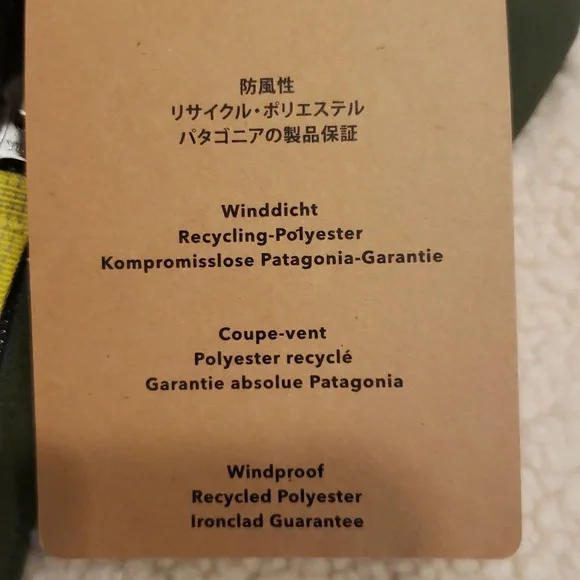 防風性
リサイクル・ポリエステル
パタゴニアの製品保証
Winddicht
Recycling-Polyester
Kompromisslose Patagonia-Garantie
Coupe-vent
Polyester recyclé
Garantie absolue Patagonia
Windproof
Recycled Polyester
Ironclad Guarantee